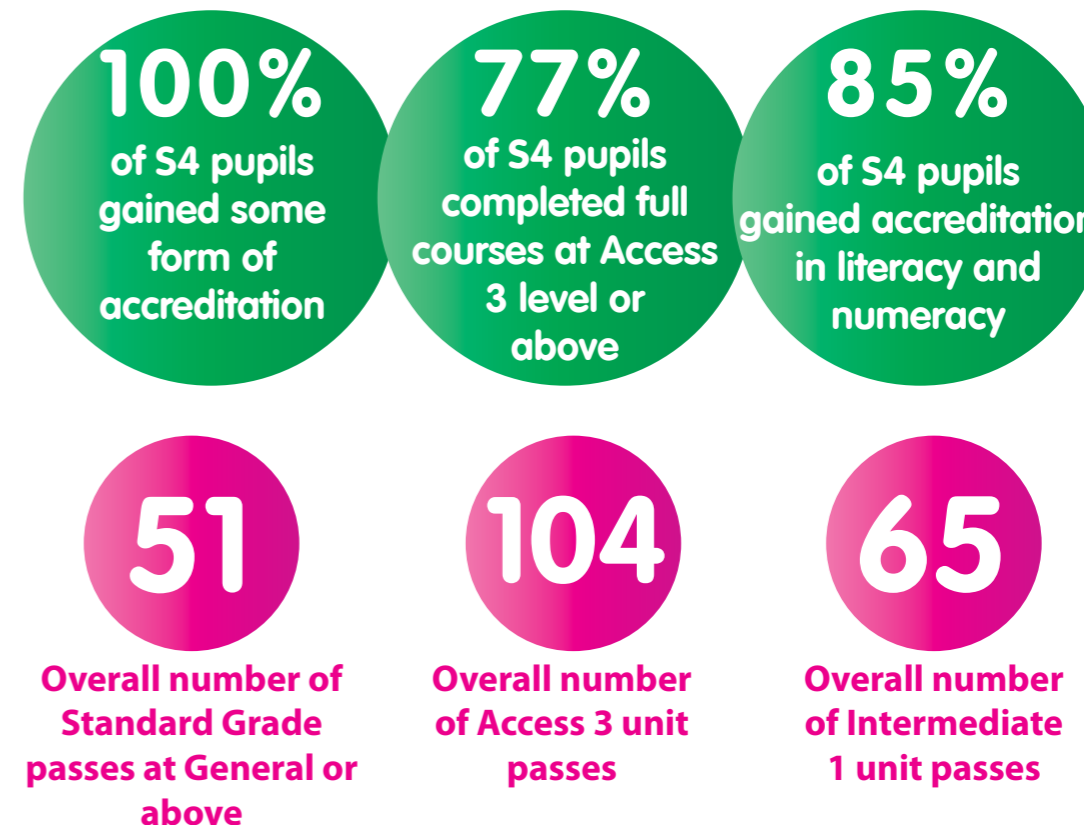 100%
of S4 pupils
gained some
form of
accreditation
77%
of S4 pupils
completed full
courses at Access
3 level or
above
85%
of S4 pupils
gained accreditation
in literacy and
numeracy
51
Overall number of
Standard Grade
passes at General or
above
104
Overall number
of Access 3 unit
passes
65
Overall number
of Intermediate
1 unit passes